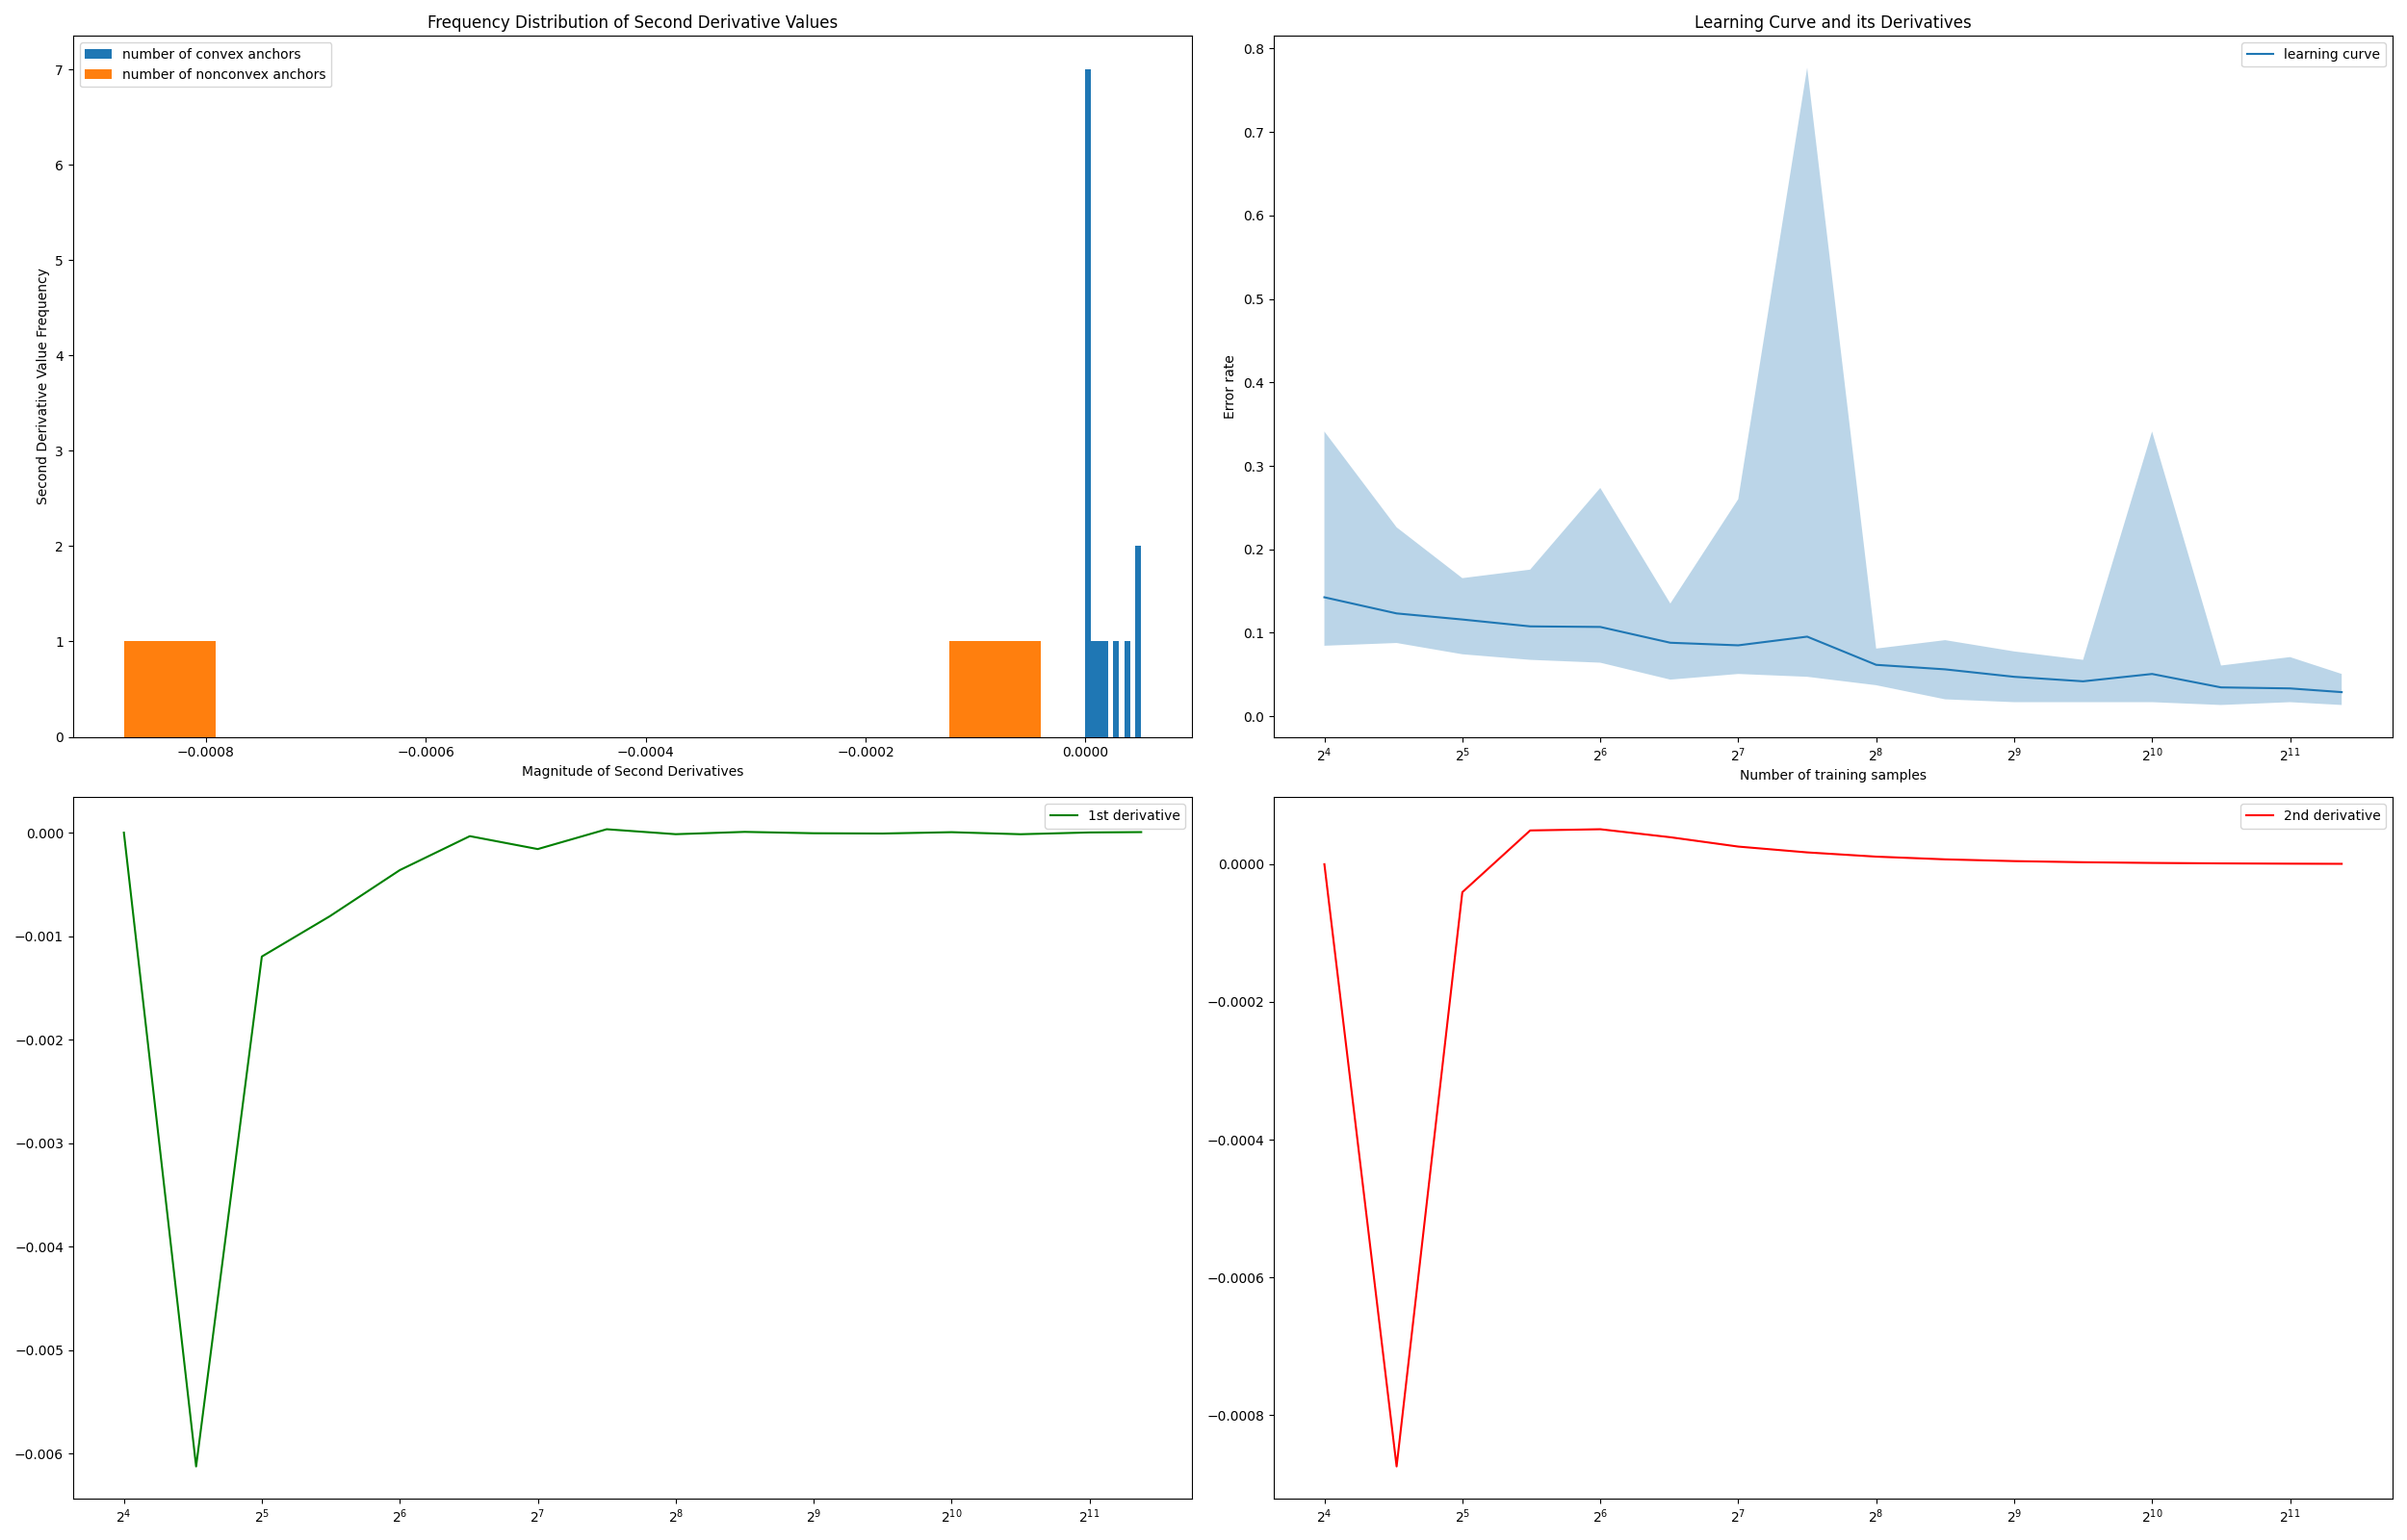 Frequency Distribution of Second Derivative Values
number of convex anchors
number of nonconvex anchors
7
6
5
4
3
2
1
0
Second Derivative Value Frequency
−0.0008 −0.0006 −0.0004 −0.0002 0.0000
Magnitude of Second Derivatives
Learning Curve and its Derivatives
learning curve
0.8
0.7
0.6
0.5
0.4
0.3
0.2
0.1
0.0
Error rate
2⁴ 2⁵ 2⁶ 2⁷ 2⁸ 2⁹ 2¹⁰ 2¹¹
Number of training samples
1st derivative
0.000
−0.001
−0.002
−0.003
−0.004
−0.005
−0.006
2⁴ 2⁵ 2⁶ 2⁷ 2⁸ 2⁹ 2¹⁰ 2¹¹
2nd derivative
0.0000
−0.0002
−0.0004
−0.0006
−0.0008
2⁴ 2⁵ 2⁶ 2⁷ 2⁸ 2⁹ 2¹⁰ 2¹¹